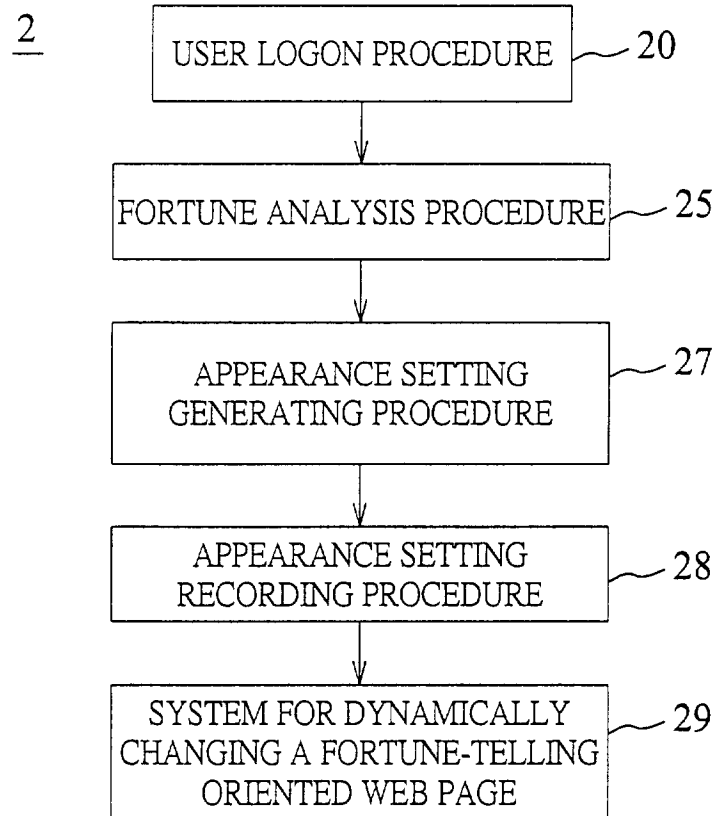 2
USER LOGON PROCEDURE
20
FORTUNE ANALYSIS PROCEDURE
25
APPEARANCE SETTING
GENERATING PROCEDURE
27
APPEARANCE SETTING
RECORDING PROCEDURE
28
SYSTEM FOR DYNAMICALLY
CHANGING A FORTUNE-TELLING
ORIENTED WEB PAGE
29